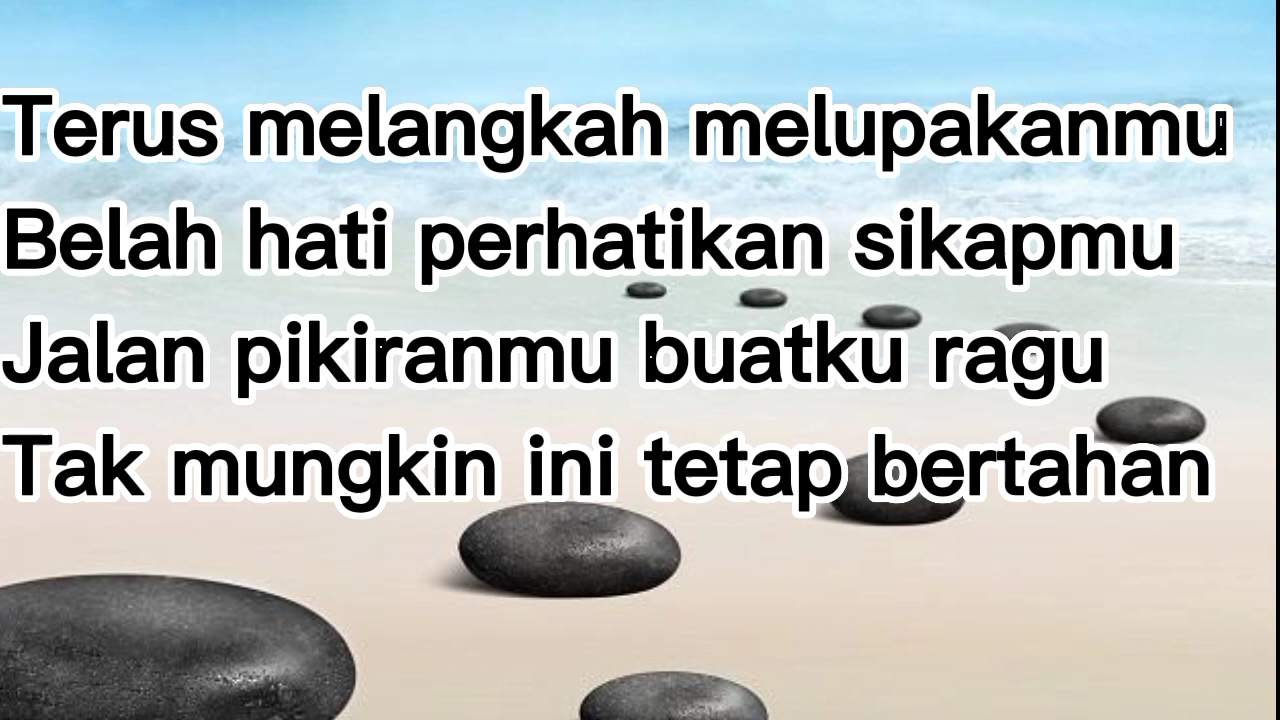 Terus melangkah melupakanmu
Belah hati perhatikan sikapmu
Jalan pikiranmu buatku ragu
Tak mungkin ini tetap bertahan